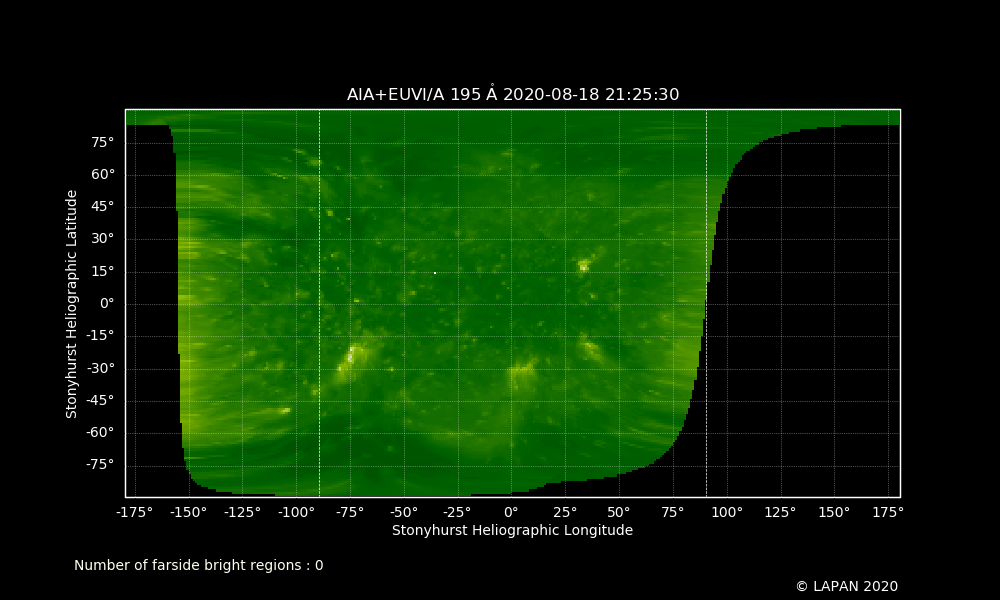 AIA+EUVI/A 195 Å 2020-08-18 21:25:30
75°
60°
45°
30°
15°
0°
-15°
-30°
-45°
-60°
-75°
Stonyhurst Heliographic Latitude
-175° -150° -125° -100° -75° -50° -25° 0° 25° 50° 75° 100° 125° 150° 175°
Stonyhurst Heliographic Longitude
Number of farside bright regions : 0
© LAPAN 2020